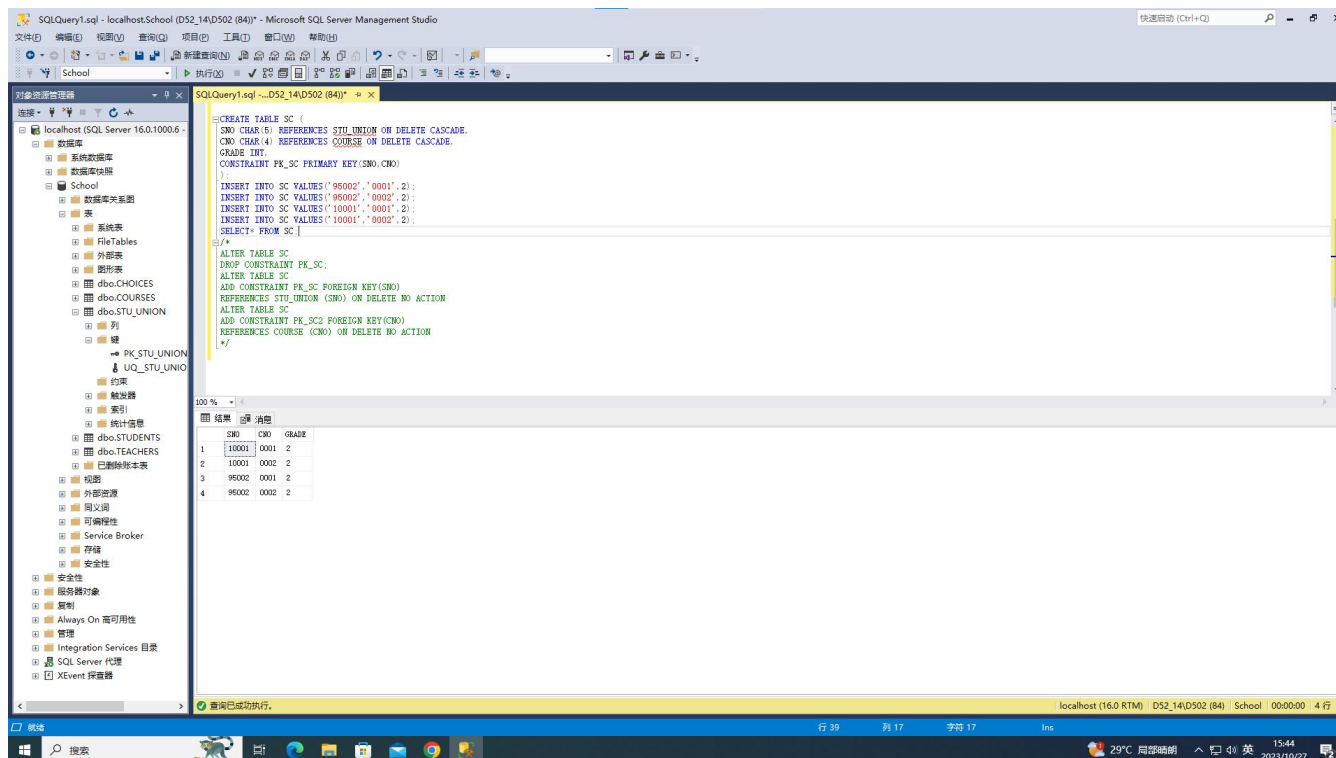 SQLQuery1.sql - localhost.School (D52_14\D502 (84))* - Microsoft SQL Server Management Studio
快速启动 (Ctrl+Q)
文件(F) 编辑(E) 视图(V) 查询(Q) 项目(P) 工具(T) 窗口(W) 帮助(H)
新建查询(N)
School
执行(X)
对象资源管理器
SQLQuery1.sql -...D52_14\D502 (84))*
连接
localhost (SQL Server 16.0.1000.6 -
数据库
系统数据库
数据库快照
School
数据库关系图
表
系统表
FileTables
外部表
图形表
dbo.CHOICES
dbo.COURSES
dbo.STU_UNION
列
键
PK_STU_UNION
UQ__STU_UNIO
约束
触发器
索引
统计信息
dbo.STUDENTS
dbo.TEACHERS
已删除账本表
视图
外部资源
同义词
可编程性
Service Broker
存储
安全性
安全性
服务器对象
复制
Always On 高可用性
管理
Integration Services 目录
SQL Server 代理
XEvent 探查器
CREATE TABLE SC (
SNO CHAR(5) REFERENCES STU_UNION ON DELETE CASCADE,
CNO CHAR(4) REFERENCES COURSE ON DELETE CASCADE,
GRADE INT,
CONSTRAINT PK_SC PRIMARY KEY(SNO,CNO)
);
INSERT INTO SC VALUES('95002','0001',2);
INSERT INTO SC VALUES('95002','0002',2);
INSERT INTO SC VALUES('10001','0001',2);
INSERT INTO SC VALUES('10001','0002',2);
SELECT* FROM SC;
/*
ALTER TABLE SC
DROP CONSTRAINT PK_SC;
ALTER TABLE SC
ADD CONSTRAINT PK_SC FOREIGN KEY(SNO)
REFERENCES STU_UNION (SNO) ON DELETE NO ACTION
ALTER TABLE SC
ADD CONSTRAINT PK_SC2 FOREIGN KEY(CNO)
REFERENCES COURSE (CNO) ON DELETE NO ACTION
*/
100 %
结果 消息
SNO CNO GRADE
1 10001 0001 2
2 10001 0002 2
3 95002 0001 2
4 95002 0002 2
查询已成功执行。
localhost (16.0 RTM) D52_14\D502 (84) School 00:00:00 4 行
就绪 行 39 列 17 字符 17 Ins
搜索
29°C 局部晴朗 英 15:44
2023/10/27